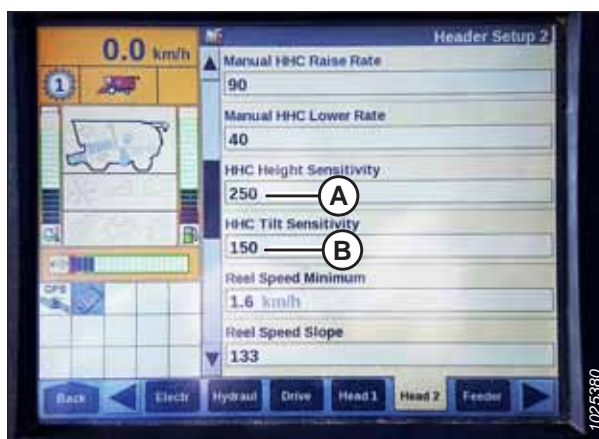 0.0 km/h
Header Setup 2
1
Manual HHC Raise Rate
90
Manual HHC Lower Rate
40
HHC Height Sensitivity
250
A
HHC Tilt Sensitivity
150
B
Reel Speed Minimum
1.6 km/h
GPS
Reel Speed Slope
133
Back
Electr
Hydraul
Drive
Head 1
Head 2
Feeder
1025380